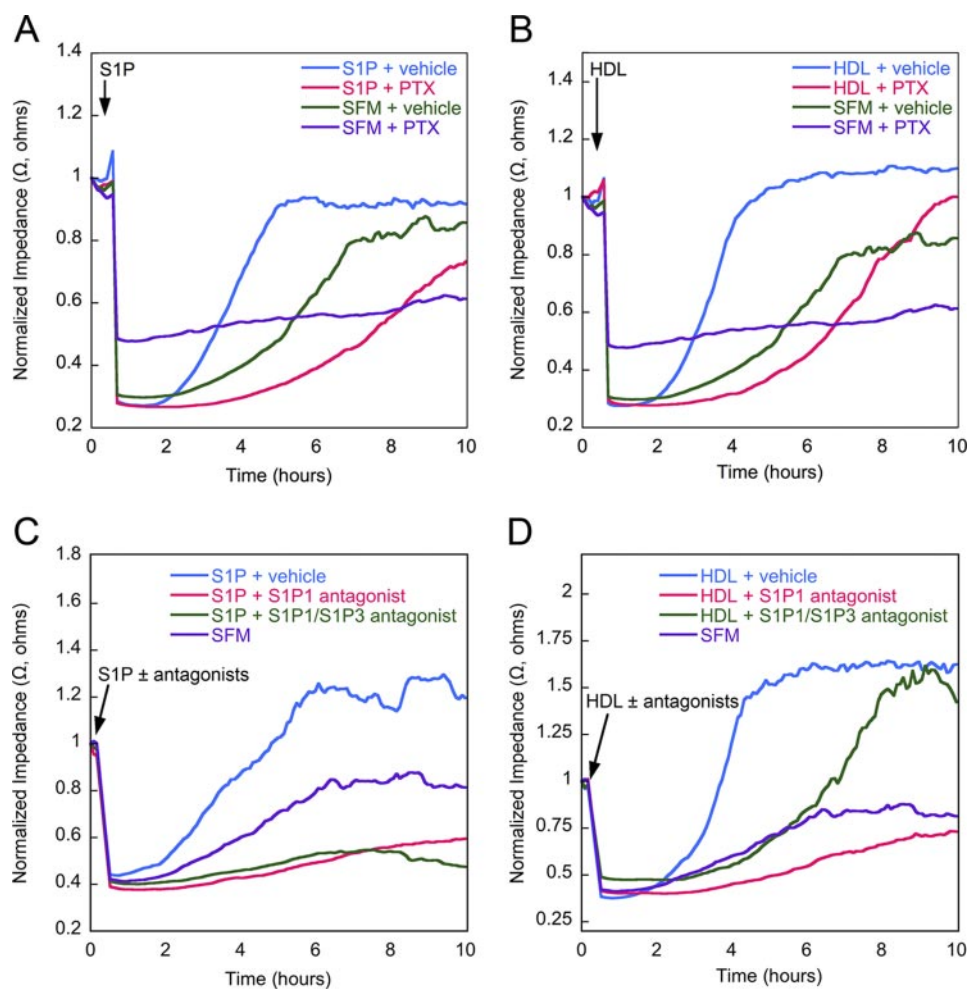 A
S1P
S1P + vehicle
S1P + PTX
SFM + vehicle
SFM + PTX
Normalized Impedance (Ω, ohms)
1.4
1.2
1
0.8
0.6
0.4
0.2
0
2
4
6
8
10
Time (hours)
B
HDL
HDL + vehicle
HDL + PTX
SFM + vehicle
SFM + PTX
Normalized Impedance (Ω, ohms)
1.4
1.2
1
0.8
0.6
0.4
0.2
0
2
4
6
8
10
Time (hours)
C
S1P + vehicle
S1P + S1P1 antagonist
S1P + S1P1/S1P3 antagonist
SFM
S1P ± antagonists
Normalized Impedance (Ω, ohms)
1.8
1.6
1.4
1.2
1
0.8
0.6
0.4
0.2
0
2
4
6
8
10
Time (hours)
D
HDL + vehicle
HDL + S1P1 antagonist
HDL + S1P1/S1P3 antagonist
SFM
HDL ± antagonists
Normalized Impedance (Ω, ohms)
2
1.75
1.5
1.25
1
0.75
0.5
0.25
0
2
4
6
8
10
Time (hours)